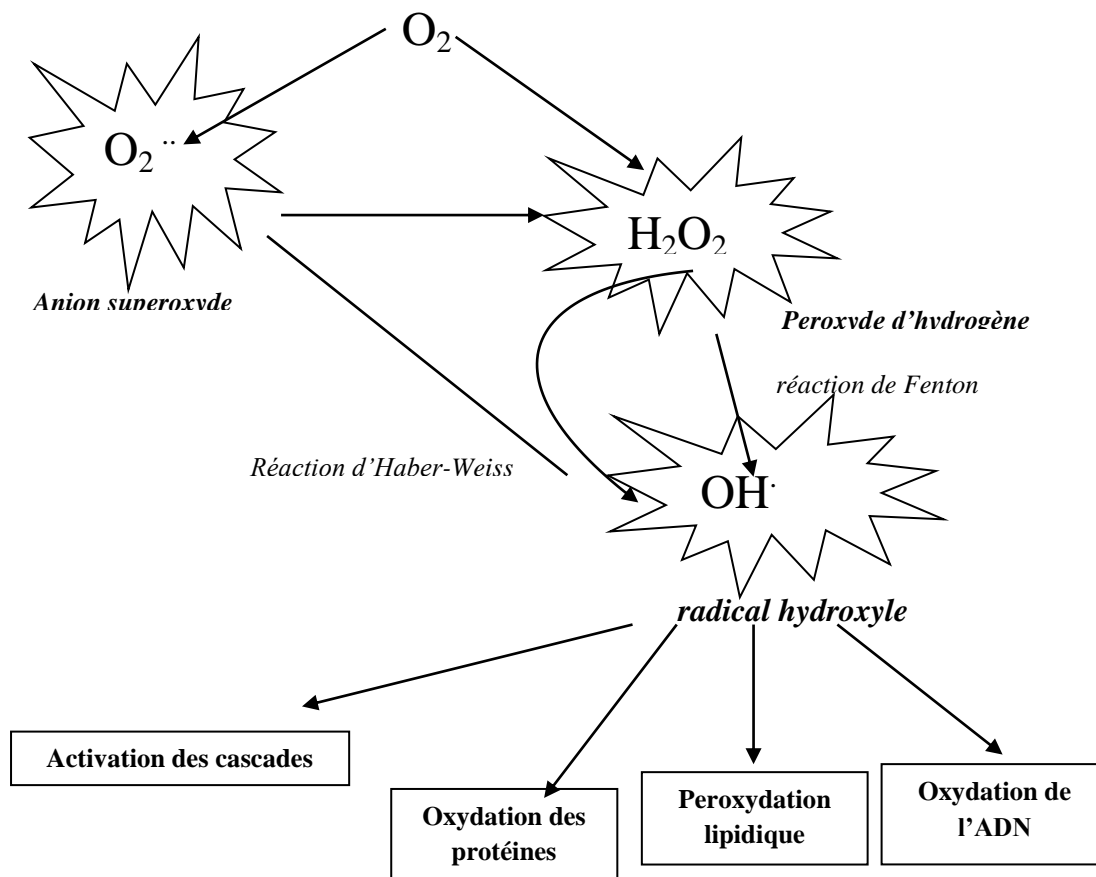 O₂
O₂ ··
H₂O₂
Anion superoxyde
Peroxyde d’hydrogène
réaction de Fenton
Réaction d’Haber-Weiss
OH·
radical hydroxyle
Activation des cascades
Oxydation des
protéines
Peroxydation
lipidique
Oxydation de
l’ADN